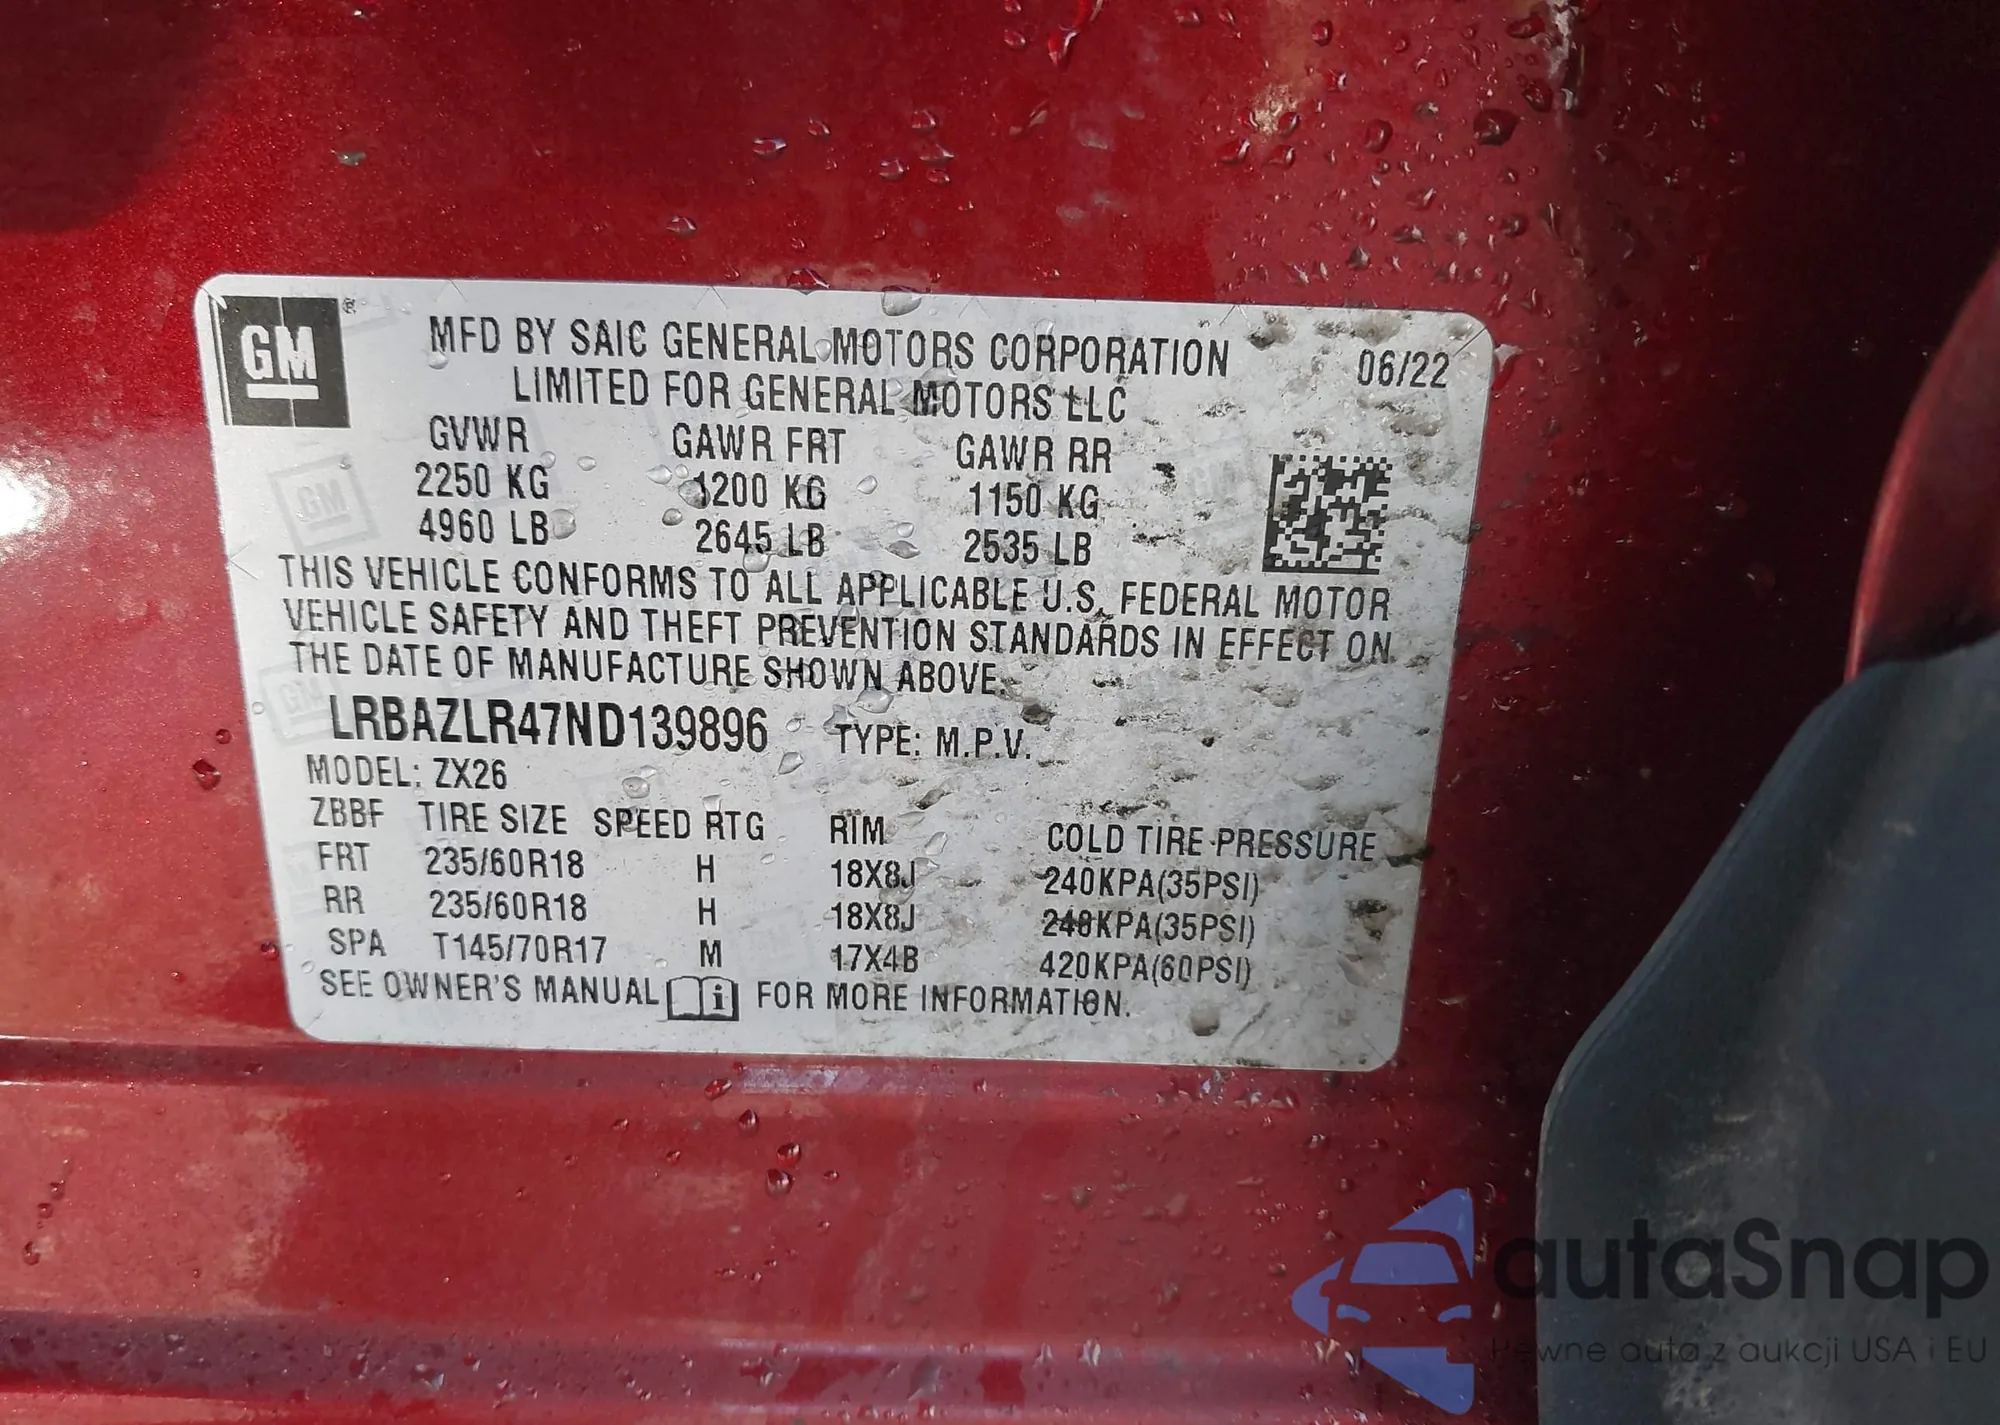 GM ®
MFD BY SAIC GENERAL MOTORS CORPORATION 06/22
LIMITED FOR GENERAL MOTORS LLC
GVWR GAWR FRT GAWR RR
2250 KG 1200 KG 1150 KG
4960 LB 2645 LB 2535 LB
THIS VEHICLE CONFORMS TO ALL APPLICABLE U.S. FEDERAL MOTOR
VEHICLE SAFETY AND THEFT PREVENTION STANDARDS IN EFFECT ON
THE DATE OF MANUFACTURE SHOWN ABOVE.
LRBAZLR47ND139896 TYPE: M.P.V.
MODEL: ZX26
ZBBF TIRE SIZE SPEED RTG RIM COLD TIRE PRESSURE
FRT 235/60R18 H 18X8J 240KPA(35PSI)
RR 235/60R18 H 18X8J 240KPA(35PSI)
SPA T145/70R17 M 17X4B 420KPA(60PSI)
SEE OWNER'S MANUAL i FOR MORE INFORMATION.
autaSnap
Pewne auta z aukcji USA i EU